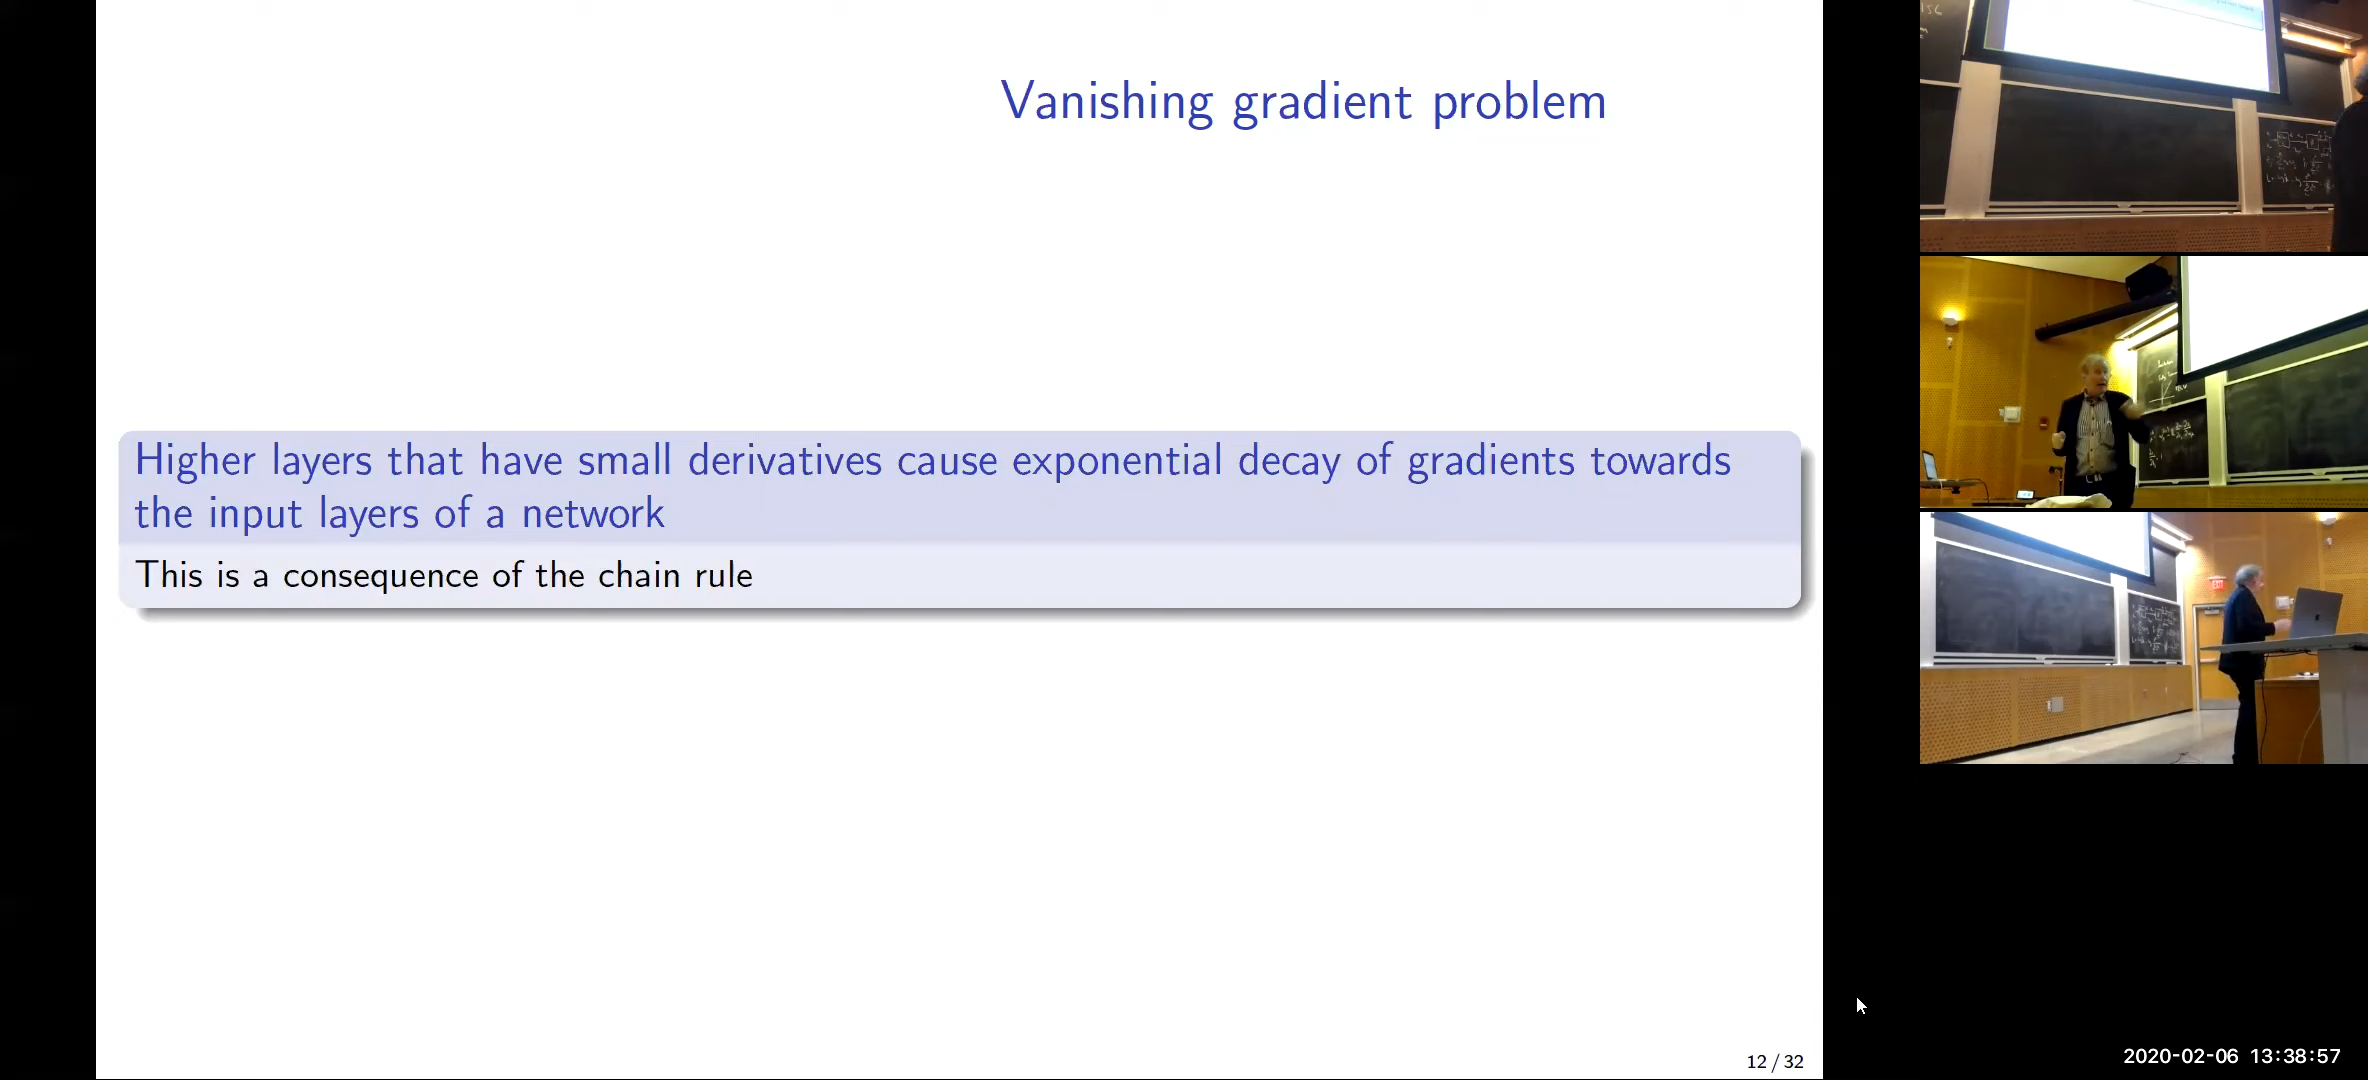 Vanishing gradient problem
Higher layers that have small derivatives cause exponential decay of gradients towards
the input layers of a network
This is a consequence of the chain rule
12 / 32
EXIT
2020-02-06 13:38:57